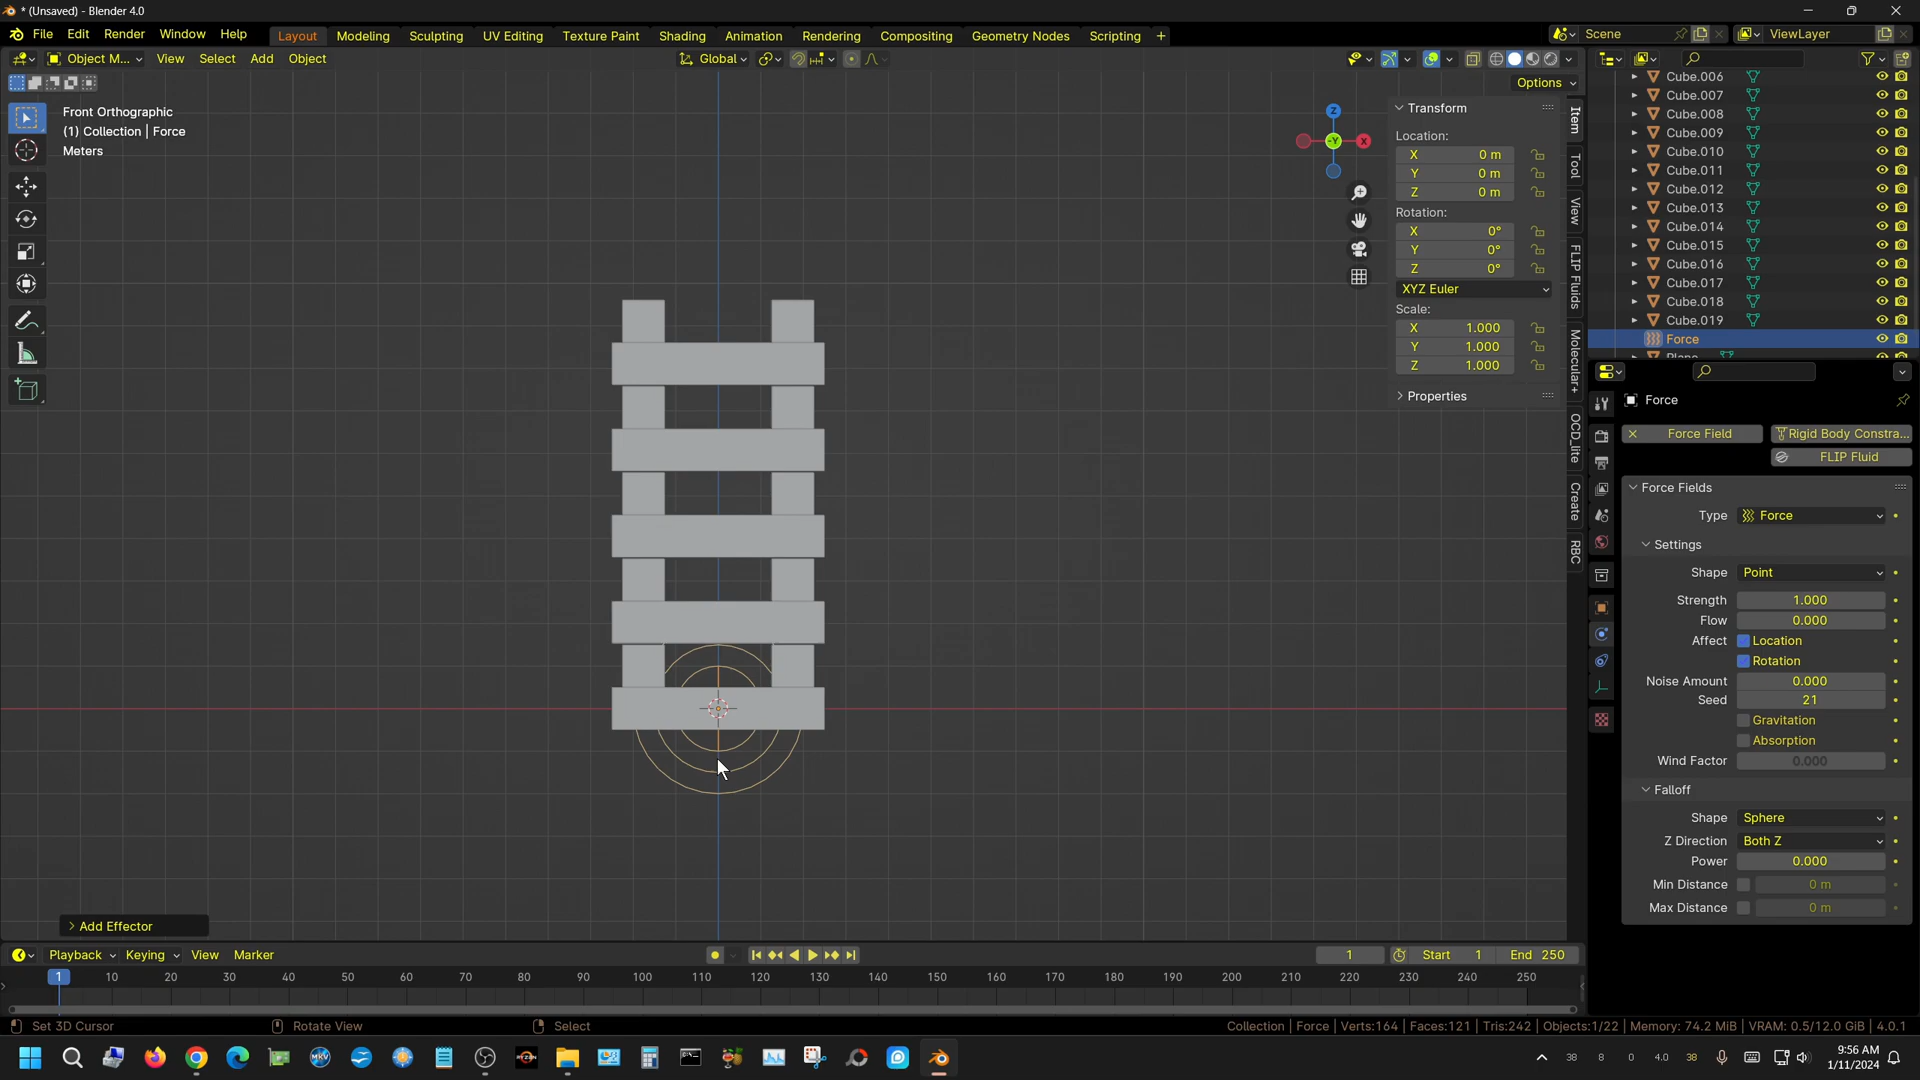 * (Unsaved) - Blender 4.0
File Edit Render Window Help Layout Modeling Sculpting UV Editing Texture Paint Shading Animation Rendering Compositing Geometry Nodes Scripting + Scene ViewLayer
Object M... View Select Add Object Global
Options
Front Orthographic
(1) Collection | Force
Meters
Z
Y
X
Transform
Location:
X 0 m
Y 0 m
Z 0 m
Rotation:
X 0°
Y 0°
Z 0°
XYZ Euler
Scale:
X 1.000
Y 1.000
Z 1.000
Properties
Item
Tool
View
FLIP Fluids
Molecular+
OCD_lite
Create
RBC
Cube.006
Cube.007
Cube.008
Cube.009
Cube.010
Cube.011
Cube.012
Cube.013
Cube.014
Cube.015
Cube.016
Cube.017
Cube.018
Cube.019
Force
Plane
Force
Force Field Rigid Body Constra...
FLIP Fluid
Force Fields
Type Force
Settings
Shape Point
Strength 1.000
Flow 0.000
Affect Location
Rotation
Noise Amount 0.000
Seed 21
Gravitation
Absorption
Wind Factor 0.000
Falloff
Shape Sphere
Z Direction Both Z
Power 0.000
Min Distance 0 m
Max Distance 0 m
> Add Effector
Playback Keying View Marker 1 Start 1 End 250
1 10 20 30 40 50 60 70 80 90 100 110 120 130 140 150 160 170 180 190 200 210 220 230 240 250
Set 3D Cursor Rotate View Select Collection | Force | Verts:164 | Faces:121 | Tris:242 | Objects:1/22 | Memory: 74.2 MiB | VRAM: 0.5/12.0 GiB | 4.0.1
MKV RYZEN 38 8 0 4.0 38 9:56 AM
1/11/2024